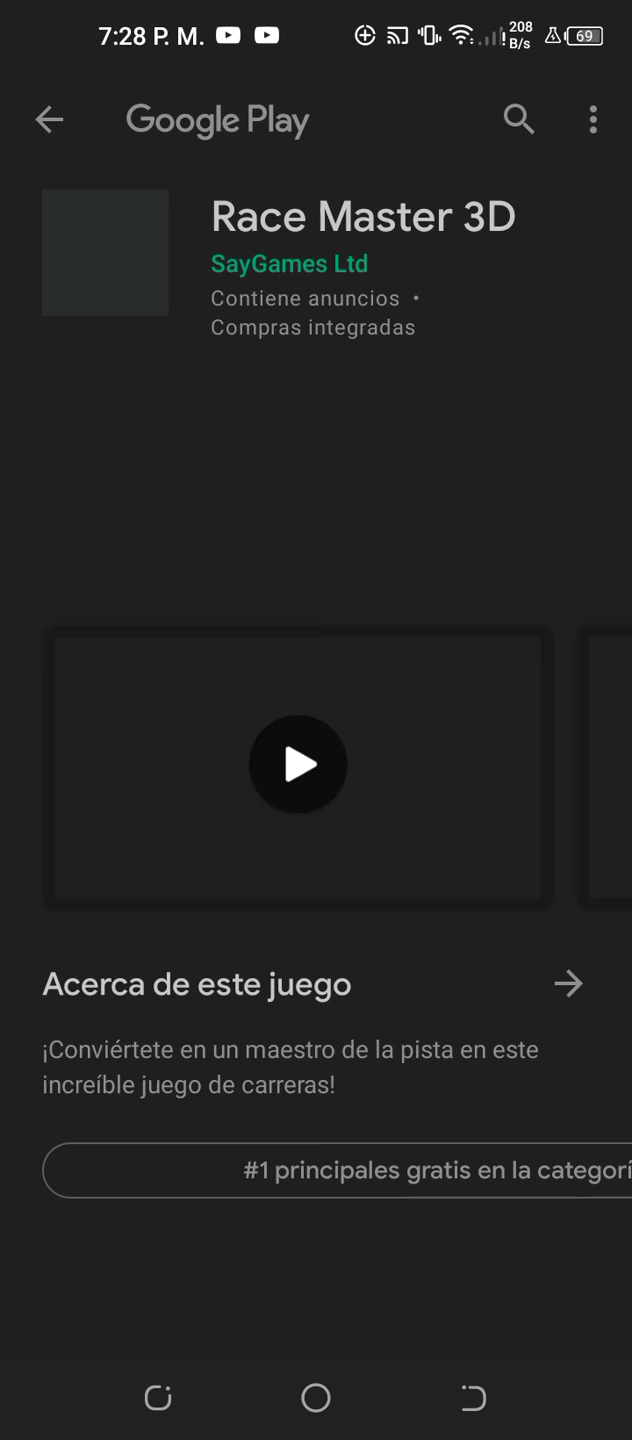 7:28 P. M.
208
B/s
69
Google Play
Race Master 3D
SayGames Ltd
Contiene anuncios •
Compras integradas
Acerca de este juego
¡Conviértete en un maestro de la pista en este
increíble juego de carreras!
#1 principales gratis en la categorí